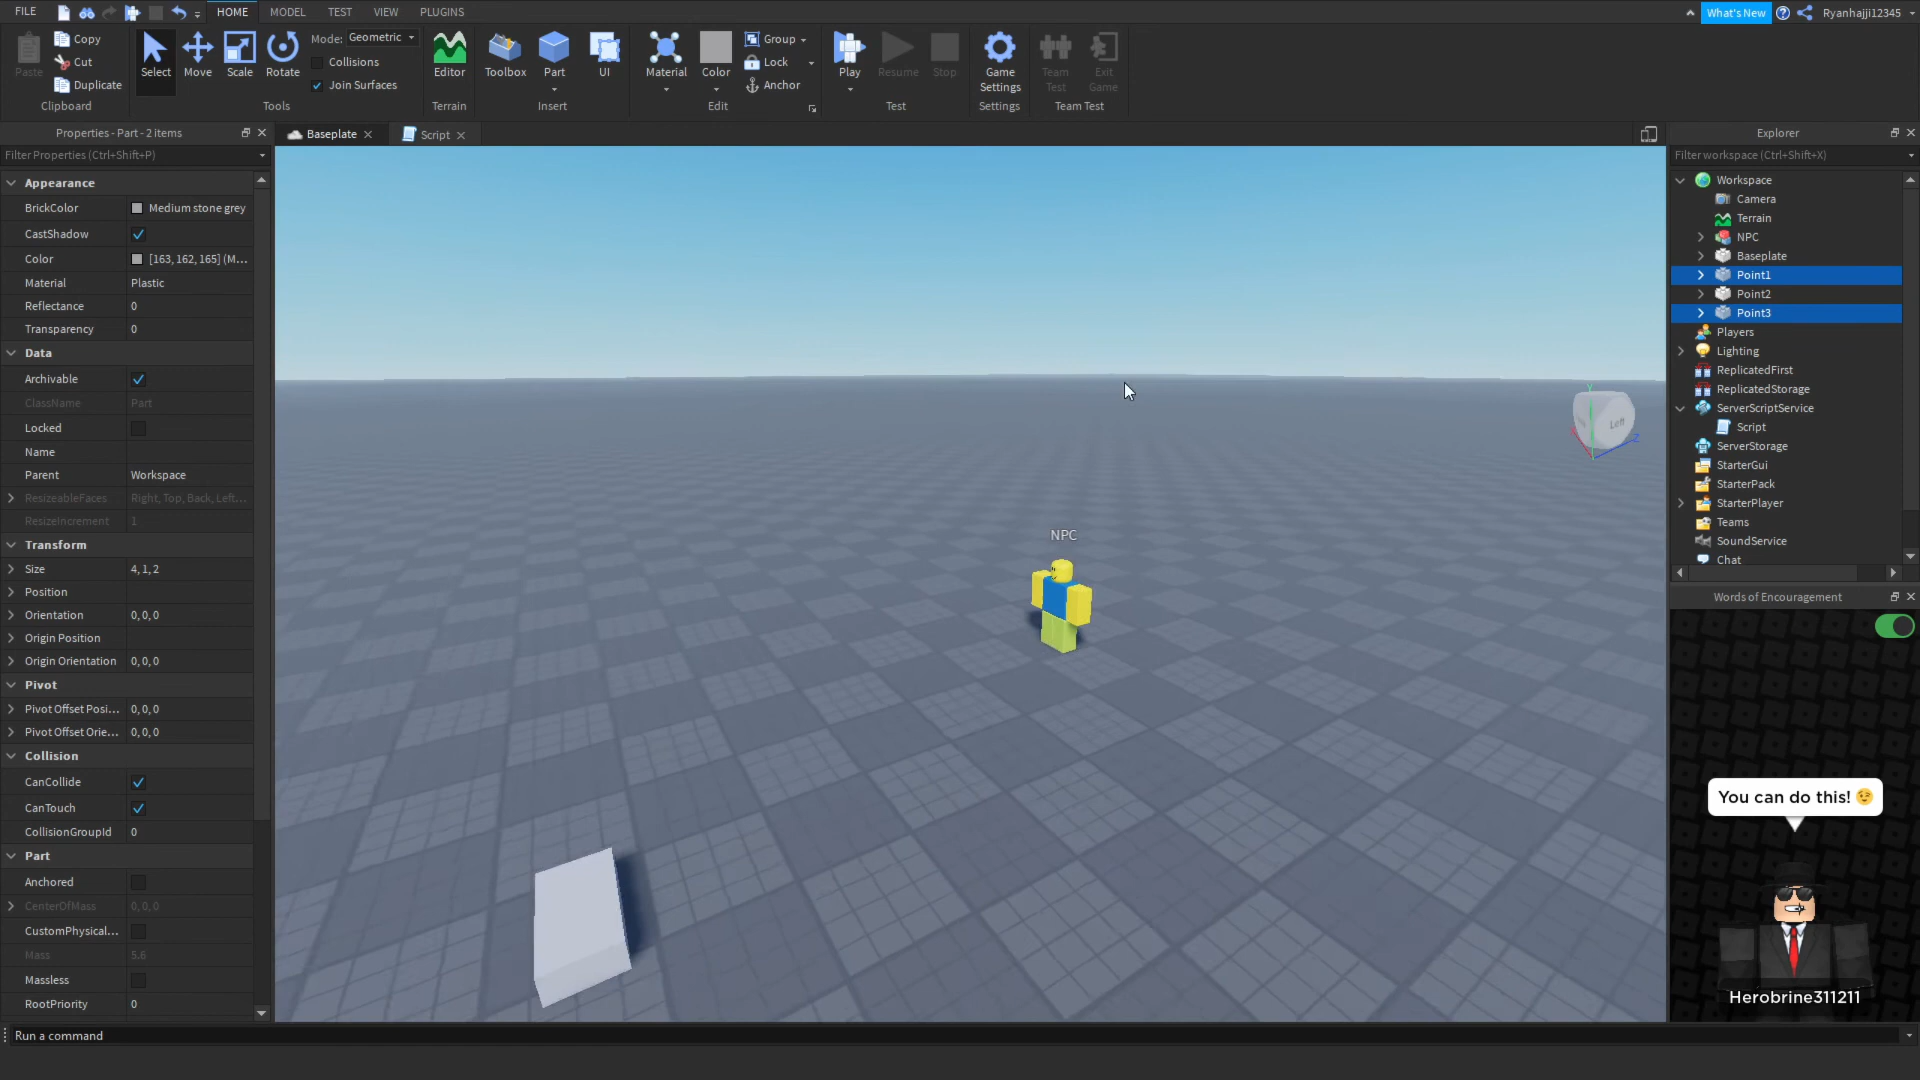 FILE HOME MODEL TEST VIEW PLUGINS What's New Ryanhajji12345
Paste Copy Cut Duplicate Clipboard
Select Move Scale Rotate Mode: Geometric Collisions Join Surfaces Tools
Editor Terrain
Toolbox Part UI Insert
Material Color Group Lock Anchor Edit
Play Resume Stop Test
Game Settings Settings
Team Test Exit Game Team Test
Properties - Part - 2 items
Filter Properties (Ctrl+Shift+P)
Appearance
BrickColor Medium stone grey
CastShadow
Color [163, 162, 165] (M...
Material Plastic
Reflectance 0
Transparency 0
Data
Archivable
ClassName Part
Locked
Name
Parent Workspace
ResizeableFaces Right, Top, Back, Left...
ResizeIncrement 1
Transform
Size 4, 1, 2
Position
Orientation 0, 0, 0
Origin Position
Origin Orientation 0, 0, 0
Pivot
Pivot Offset Posi... 0, 0, 0
Pivot Offset Orie... 0, 0, 0
Collision
CanCollide
CanTouch
CollisionGroupId 0
Part
Anchored
CenterOfMass 0, 0, 0
CustomPhysical...
Mass 5.6
Massless
RootPriority 0
Baseplate Script
NPC
Y
Left
Z
Explorer
Filter workspace (Ctrl+Shift+X)
Workspace
Camera
Terrain
NPC
Baseplate
Point1
Point2
Point3
Players
Lighting
ReplicatedFirst
ReplicatedStorage
ServerScriptService
Script
ServerStorage
StarterGui
StarterPack
StarterPlayer
Teams
SoundService
Chat
Words of Encouragement
You can do this! 😉
Herobrine311211
Run a command